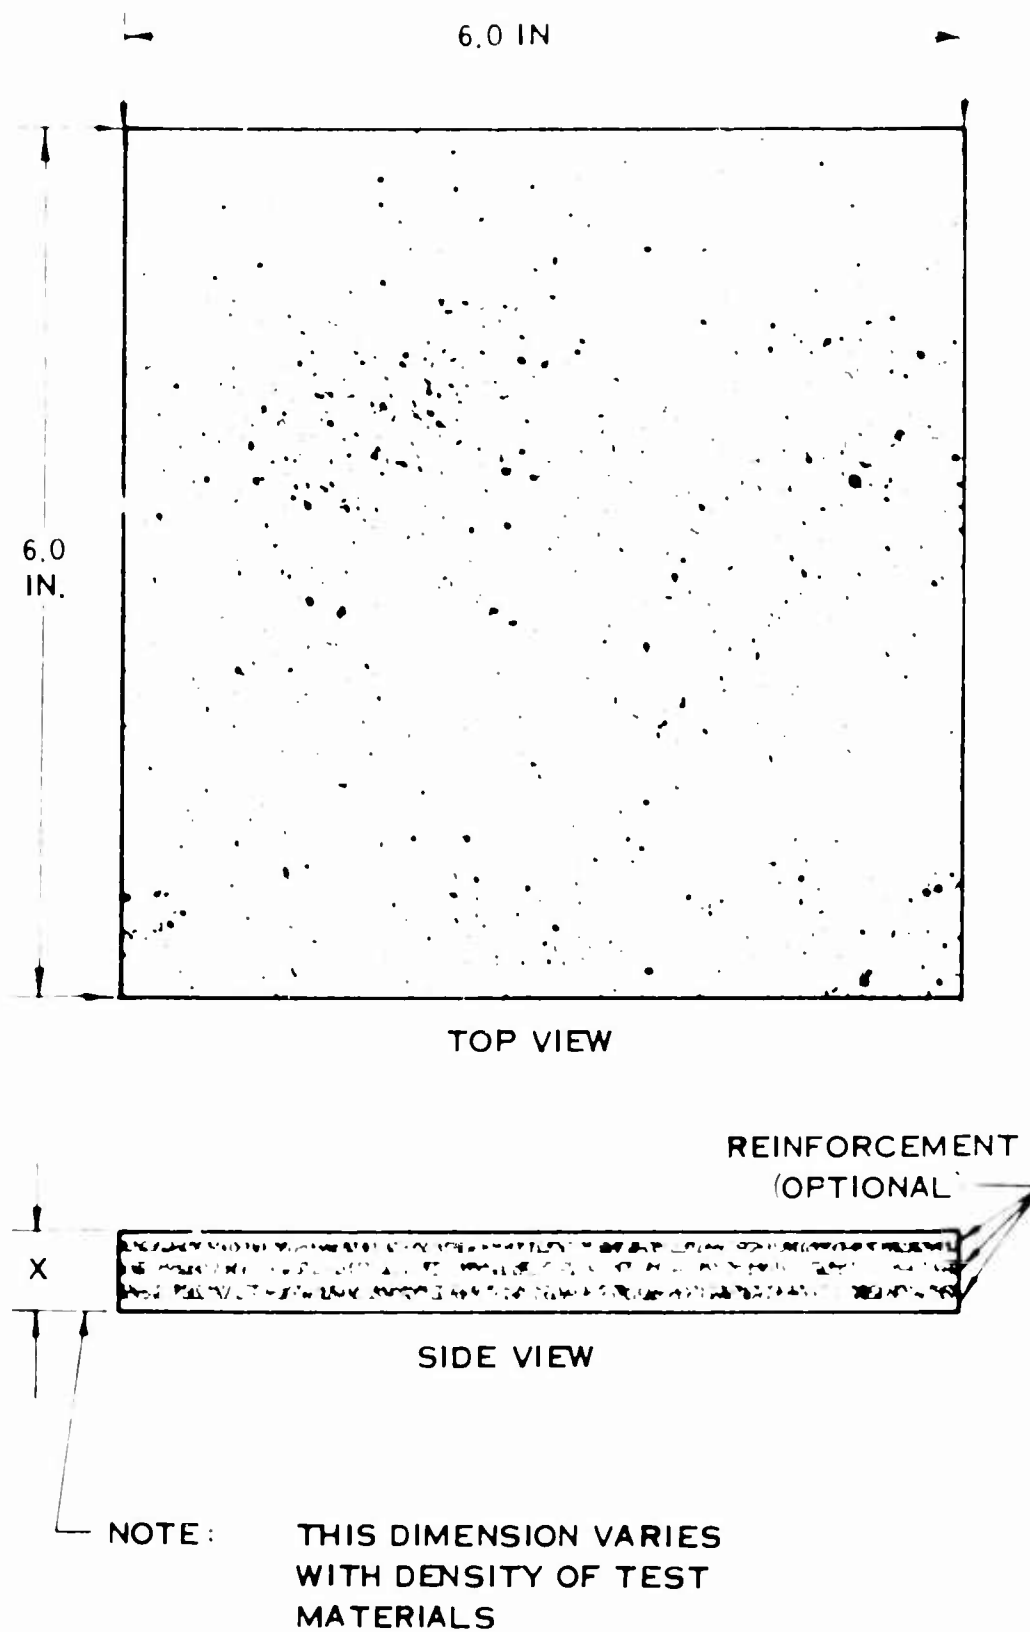 6.0 IN
6.0
IN.
TOP VIEW
REINFORCEMENT
(OPTIONAL)
X
SIDE VIEW
NOTE: THIS DIMENSION VARIES
WITH DENSITY OF TEST
MATERIALS